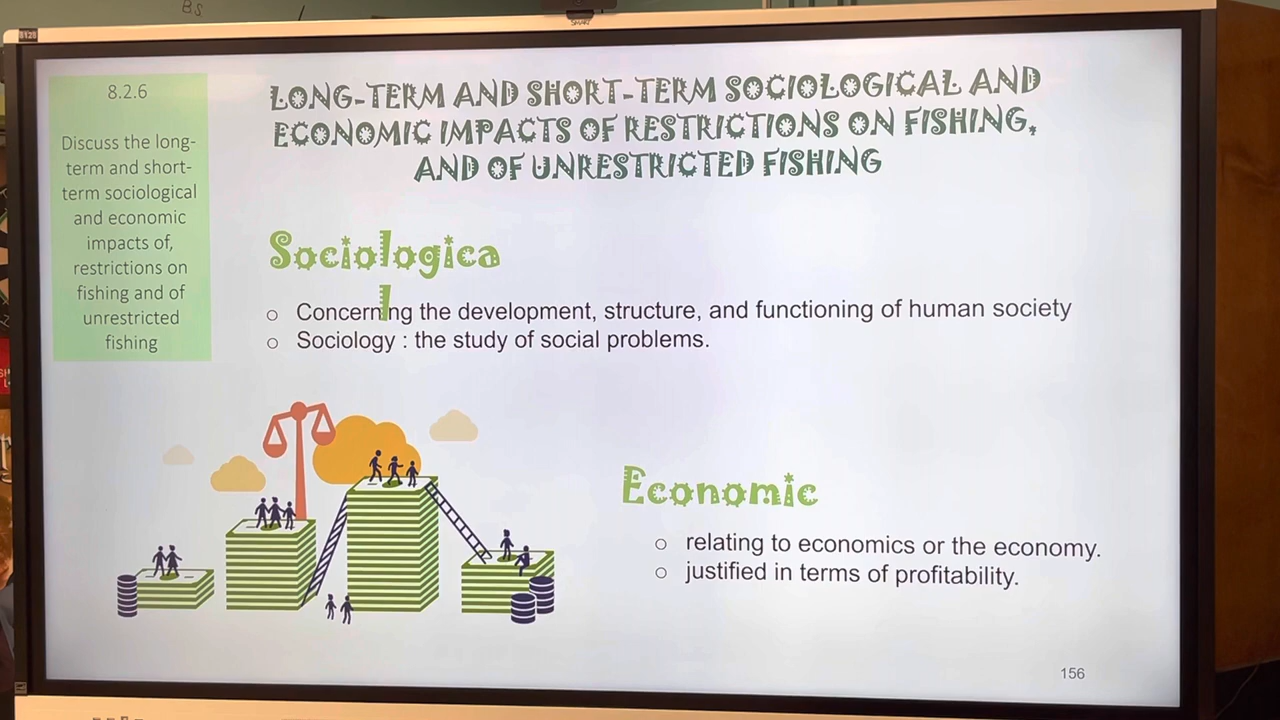 BS
SMART
8.2.6
Discuss the long-
term and short-
term sociological
and economic
impacts of,
restrictions on
fishing and of
unrestricted
fishing
LONG-TERM AND SHORT-TERM SOCIOLOGICAL AND
ECONOMIC IMPACTS OF RESTRICTIONS ON FISHING,
AND OF UNRESTRICTED FISHING
Sociologica
l
○ Concerning the development, structure, and functioning of human society
○ Sociology : the study of social problems.
Economic
○ relating to economics or the economy.
○ justified in terms of profitability.
156